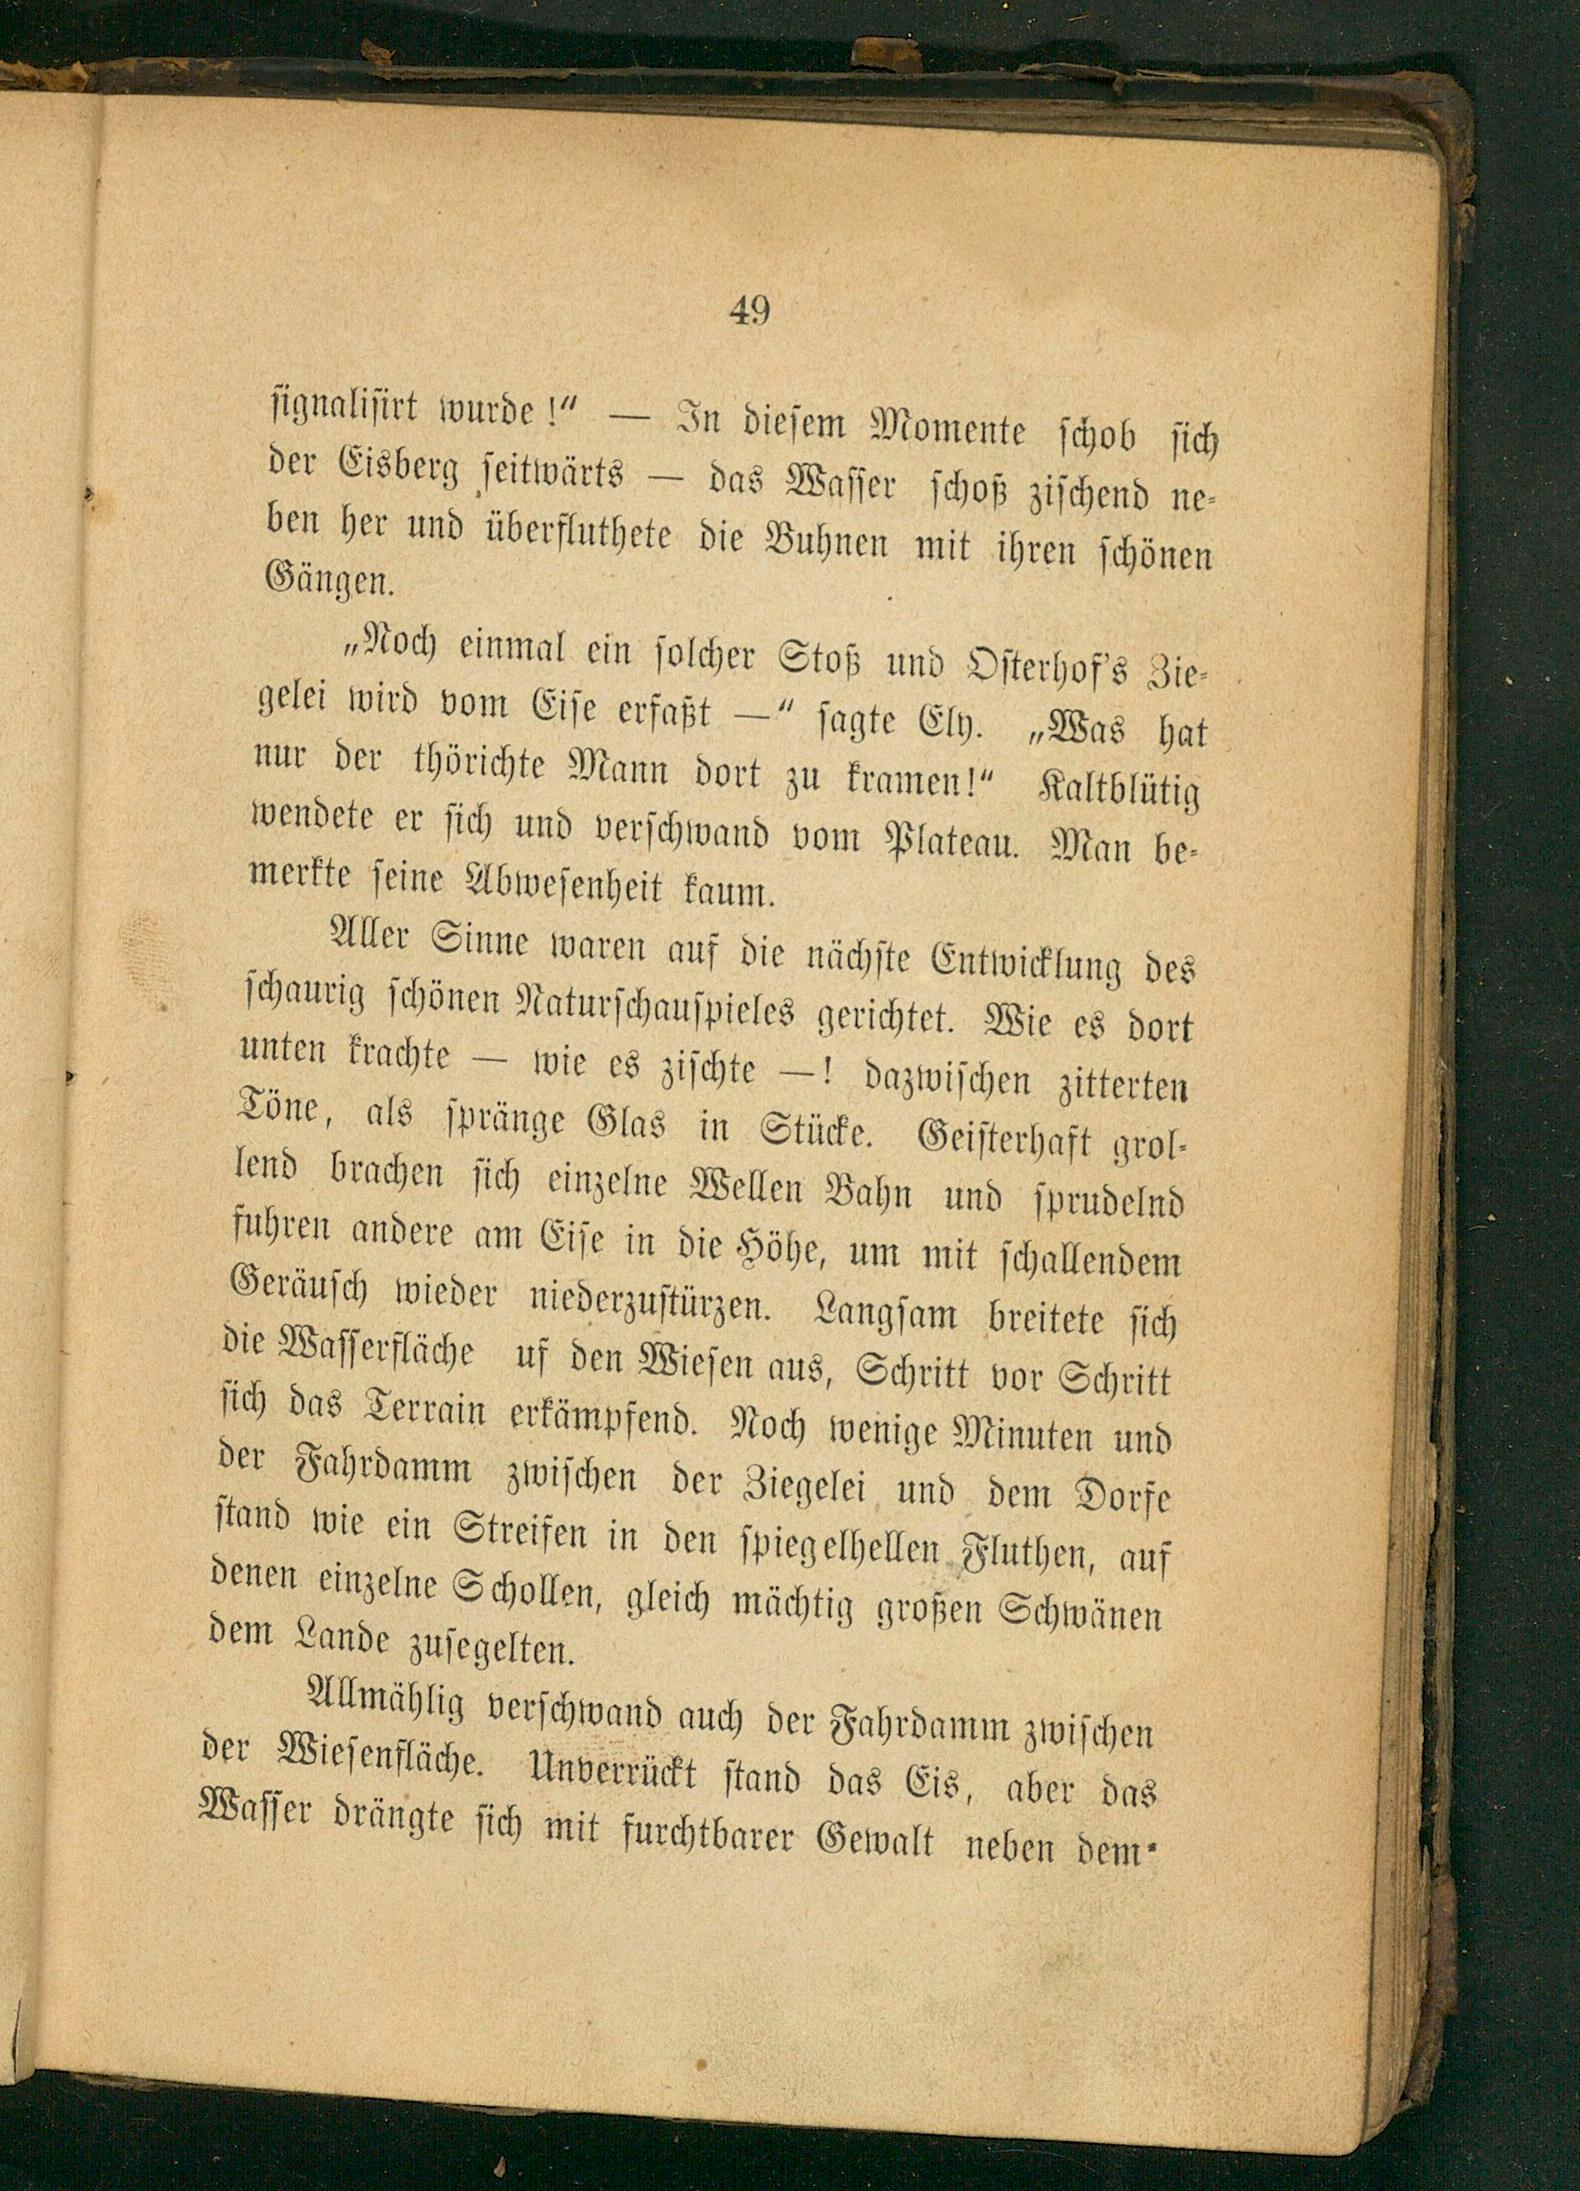 49
signalisirt wurde!“ — In diesem Momente schob sich
der Eisberg seitwärts — das Wasser schoß zischend ne-
ben her und überfluthete die Buhnen mit ihren schönen
Gängen.
„Noch einmal ein solcher Stoß und Osterhof's Zie-
gelei wird vom Eise erfaßt —“ sagte Ely. „Was hat
nur der thörichte Mann dort zu kramen!“ Kaltblütig
wendete er sich und verschwand vom Plateau. Man be-
merkte seine Abwesenheit kaum.
Aller Sinne waren auf die nächste Entwicklung des
schaurig schönen Naturschauspieles gerichtet. Wie es dort
unten krachte — wie es zischte —! dazwischen zitterten
Töne, als spränge Glas in Stücke. Geisterhaft grol-
lend brachen sich einzelne Wellen Bahn und sprudelnd
fuhren andere am Eise in die Höhe, um mit schallendem
Geräusch wieder niederzustürzen. Langsam breitete sich
die Wasserfläche uf den Wiesen aus, Schritt vor Schritt
sich das Terrain erkämpfend. Noch wenige Minuten und
der Fahrdamm zwischen der Ziegelei und dem Dorfe
stand wie ein Streifen in den spiegelhellen Fluthen, auf
denen einzelne Schollen, gleich mächtig großen Schwänen
dem Lande zusegelten.
Allmählig verschwand auch der Fahrdamm zwischen
der Wiesenfläche. Unverrückt stand das Eis, aber das
Wasser drängte sich mit furchtbarer Gewalt neben dem-